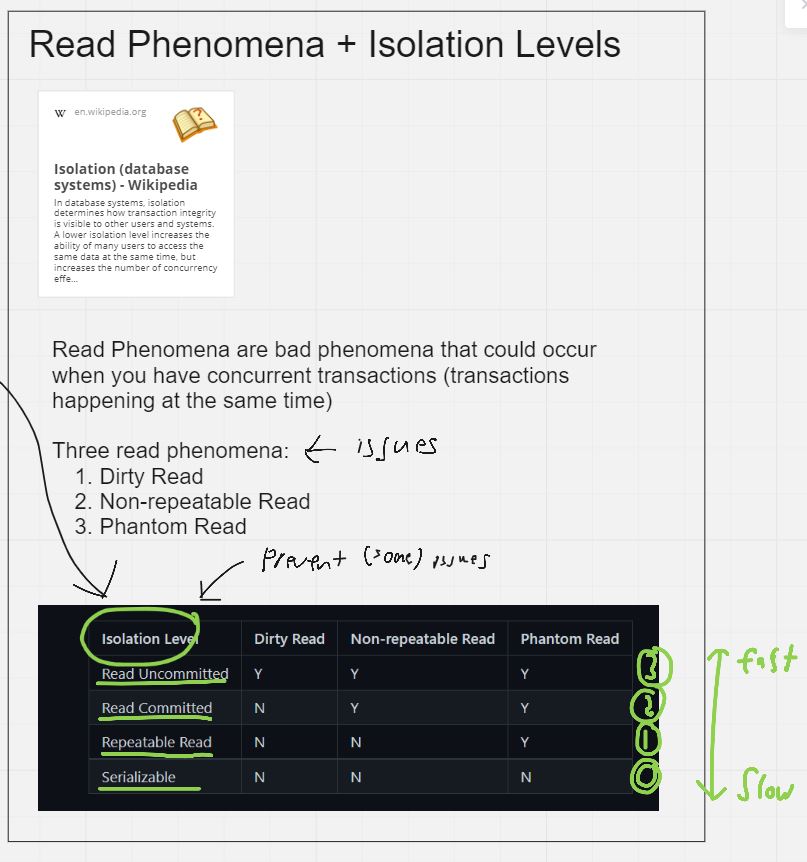 Read Phenomena + Isolation Levels
W en.wikipedia.org
Isolation (database
systems) - Wikipedia
In database systems, isolation
determines how transaction integrity
is visible to other users and systems.
A lower isolation level increases the
ability of many users to access the
same data at the same time, but
increases the number of concurrency
effe...
Read Phenomena are bad phenomena that could occur
when you have concurrent transactions (transactions
happening at the same time)
Three read phenomena: ← issues
1. Dirty Read
2. Non-repeatable Read
3. Phantom Read
prevent (some) issues
Isolation Level Dirty Read Non-repeatable Read Phantom Read
Read Uncommitted Y Y Y 3 fast
Read Committed N Y Y 2
Repeatable Read N N Y 1
Serializable N N N 0 slow